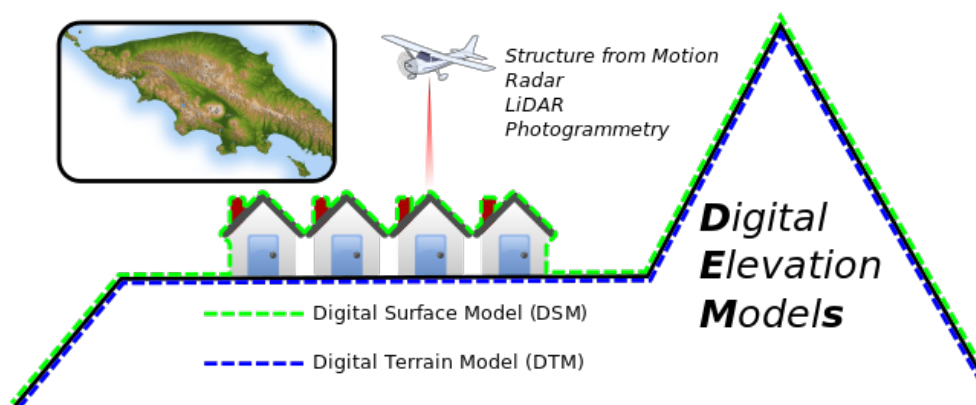 Structure from Motion
Radar
LiDAR
Photogrammetry
Digital
Elevation
Models
Digital Surface Model (DSM)
Digital Terrain Model (DTM)